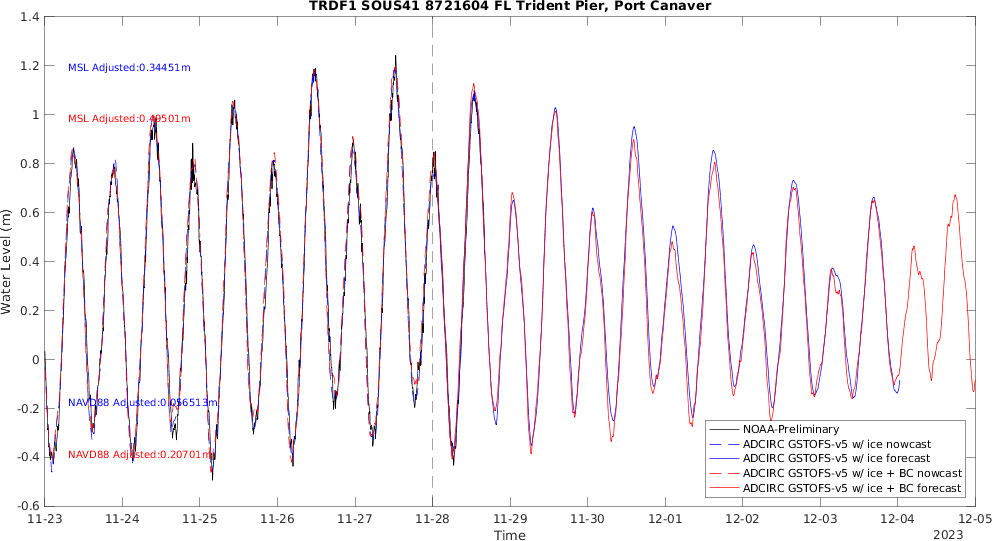 TRDF1 SOUS41 8721604 FL Trident Pier, Port Canaver
1.4
1.2
1
0.8
0.6
0.4
0.2
0
-0.2
-0.4
-0.6
Water Level (m)
MSL Adjusted:0.34451m
MSL Adjusted:0.49501m
NAVD88 Adjusted:0.056513m
NAVD88 Adjusted:0.20701m
NOAA-Preliminary
ADCIRC GSTOFS-v5 w/ ice nowcast
ADCIRC GSTOFS-v5 w/ ice forecast
ADCIRC GSTOFS-v5 w/ ice + BC nowcast
ADCIRC GSTOFS-v5 w/ ice + BC forecast
11-23 11-24 11-25 11-26 11-27 11-28 11-29 11-30 12-01 12-02 12-03 12-04 12-05
Time
2023